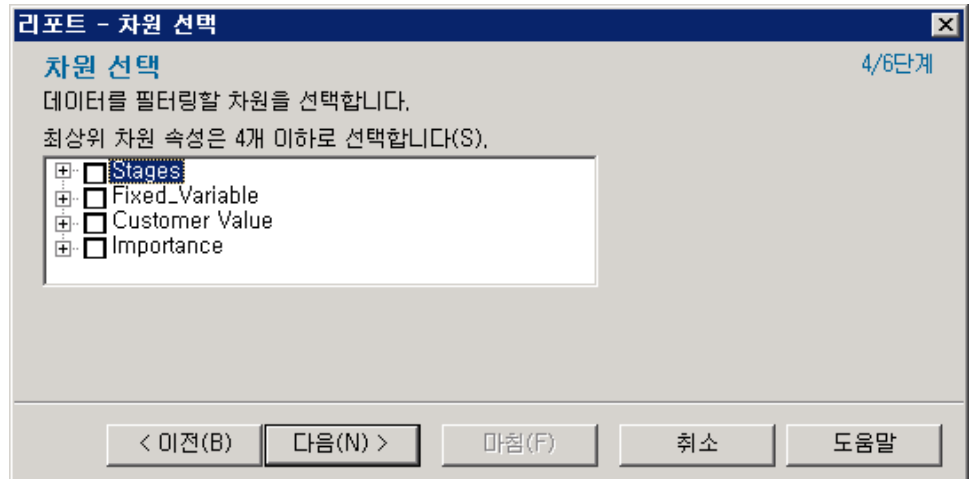 리포트 - 차원 선택
차원 선택
4/6단계
데이터를 필터링할 차원을 선택합니다.
최상위 차원 속성은 4개 이하로 선택합니다(S).
Stages
Fixed_Variable
Customer Value
Importance
< 이전(B) 다음(N) > 마침(F) 취소 도움말